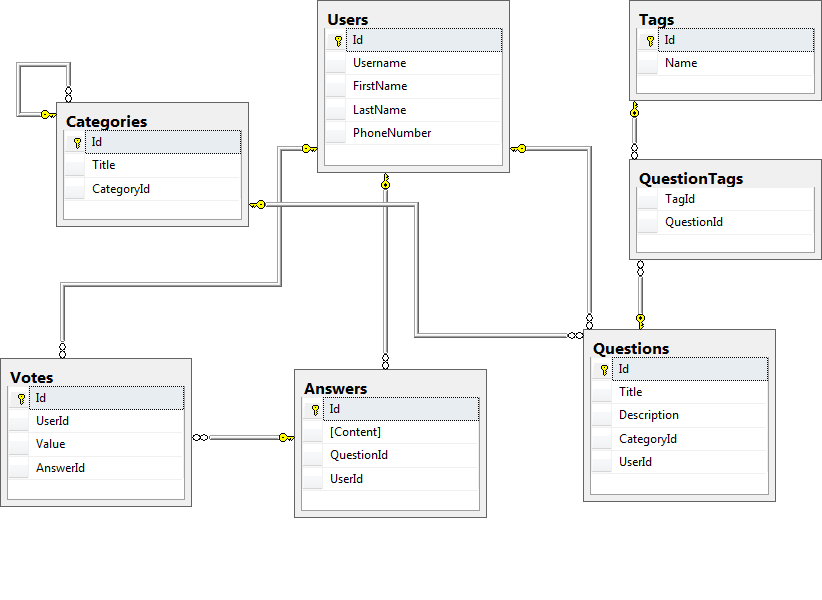 Users
Id
Username
FirstName
LastName
PhoneNumber
Tags
Id
Name
Categories
Id
Title
CategoryId
QuestionTags
TagId
QuestionId
Questions
Id
Title
Description
CategoryId
UserId
Votes
Id
UserId
Value
AnswerId
Answers
Id
[Content]
QuestionId
UserId